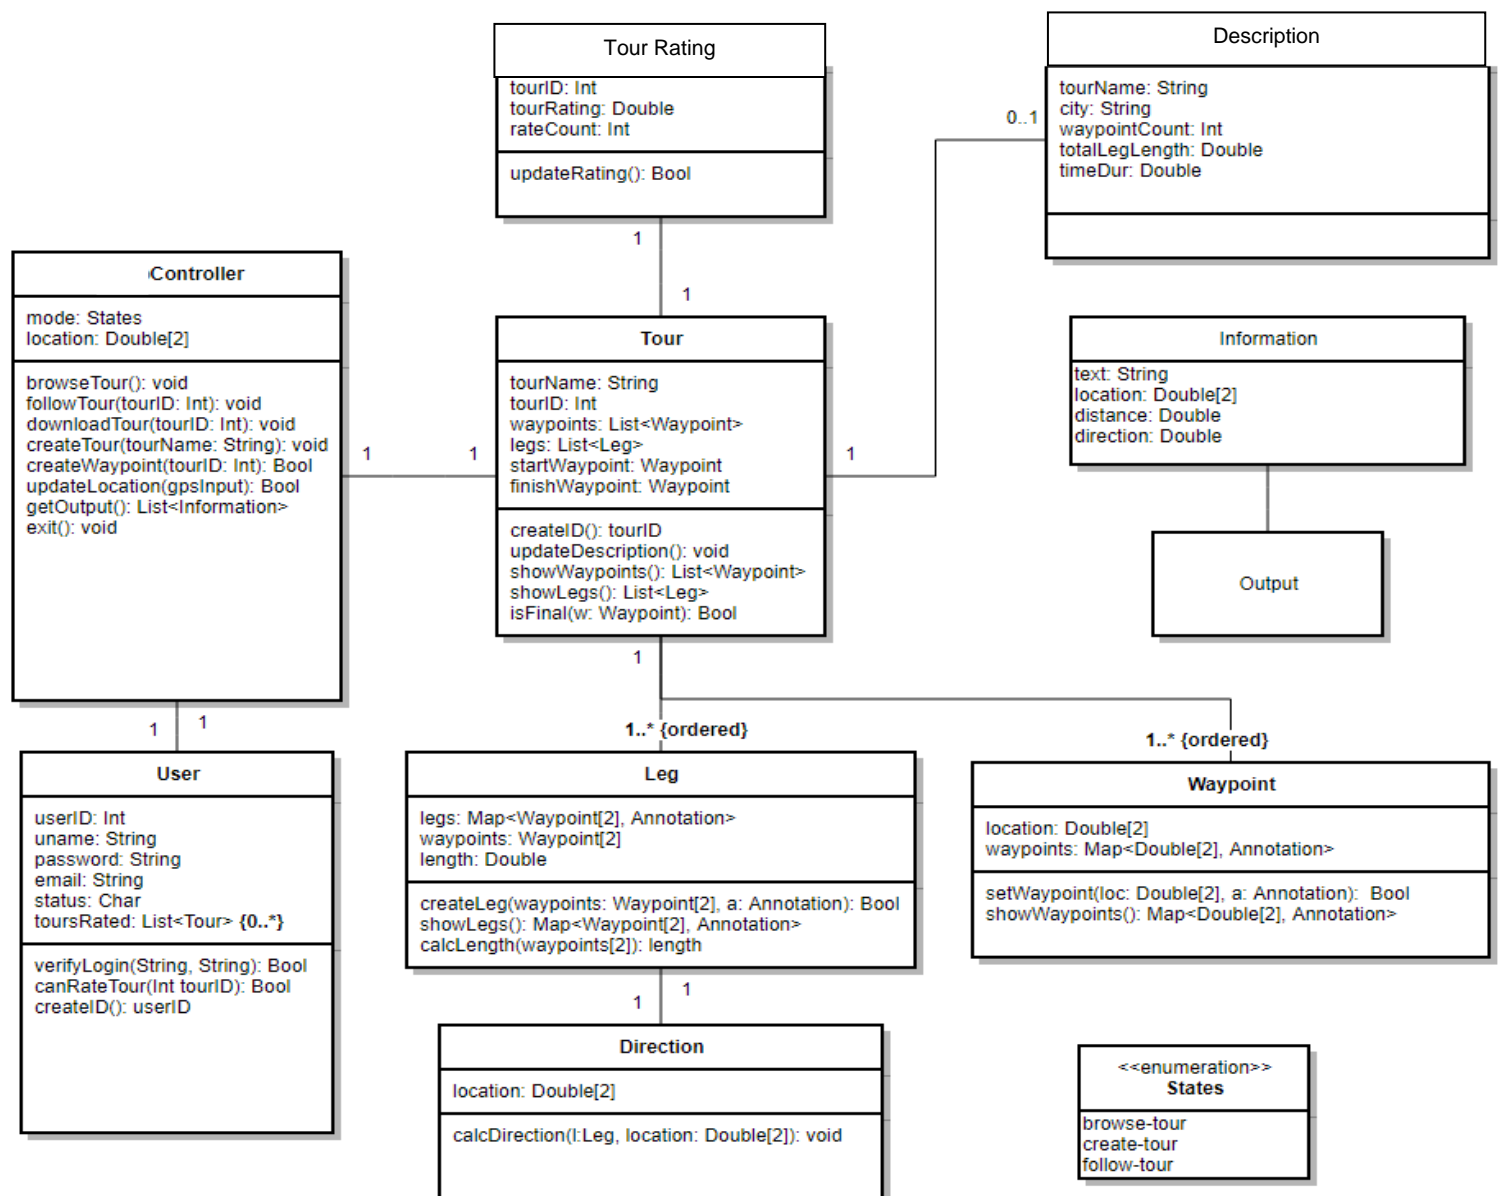 Tour Rating
tourID: Int
tourRating: Double
rateCount: Int
updateRating(): Bool
1
1
Description
tourName: String
city: String
waypointCount: Int
totalLegLength: Double
timeDur: Double
0..1
Controller
mode: States
location: Double[2]
browseTour(): void
followTour(tourID: Int): void
downloadTour(tourID: Int): void
createTour(tourName: String): void
createWaypoint(tourID: Int): Bool
updateLocation(gpsInput): Bool
getOutput(): List<Information>
exit(): void
1
1
Tour
tourName: String
tourID: Int
waypoints: List<Waypoint>
legs: List<Leg>
startWaypoint: Waypoint
finishWaypoint: Waypoint
createID(): tourID
updateDescription(): void
showWaypoints(): List<Waypoint>
showLegs(): List<Leg>
isFinal(w: Waypoint): Bool
1
1
Information
text: String
location: Double[2]
distance: Double
direction: Double
Output
1
1
User
userID: Int
uname: String
password: String
email: String
status: Char
toursRated: List<Tour> {0..*}
verifyLogin(String, String): Bool
canRateTour(Int tourID): Bool
createID(): userID
1..* {ordered}
Leg
legs: Map<Waypoint[2], Annotation>
waypoints: Waypoint[2]
length: Double
createLeg(waypoints: Waypoint[2], a: Annotation): Bool
showLegs(): Map<Waypoint[2], Annotation>
calcLength(waypoints[2]): length
1..* {ordered}
Waypoint
location: Double[2]
waypoints: Map<Double[2], Annotation>
setWaypoint(loc: Double[2], a: Annotation): Bool
showWaypoints(): Map<Double[2], Annotation>
1
1
Direction
location: Double[2]
calcDirection(l:Leg, location: Double[2]): void
<<enumeration>>
States
browse-tour
create-tour
follow-tour